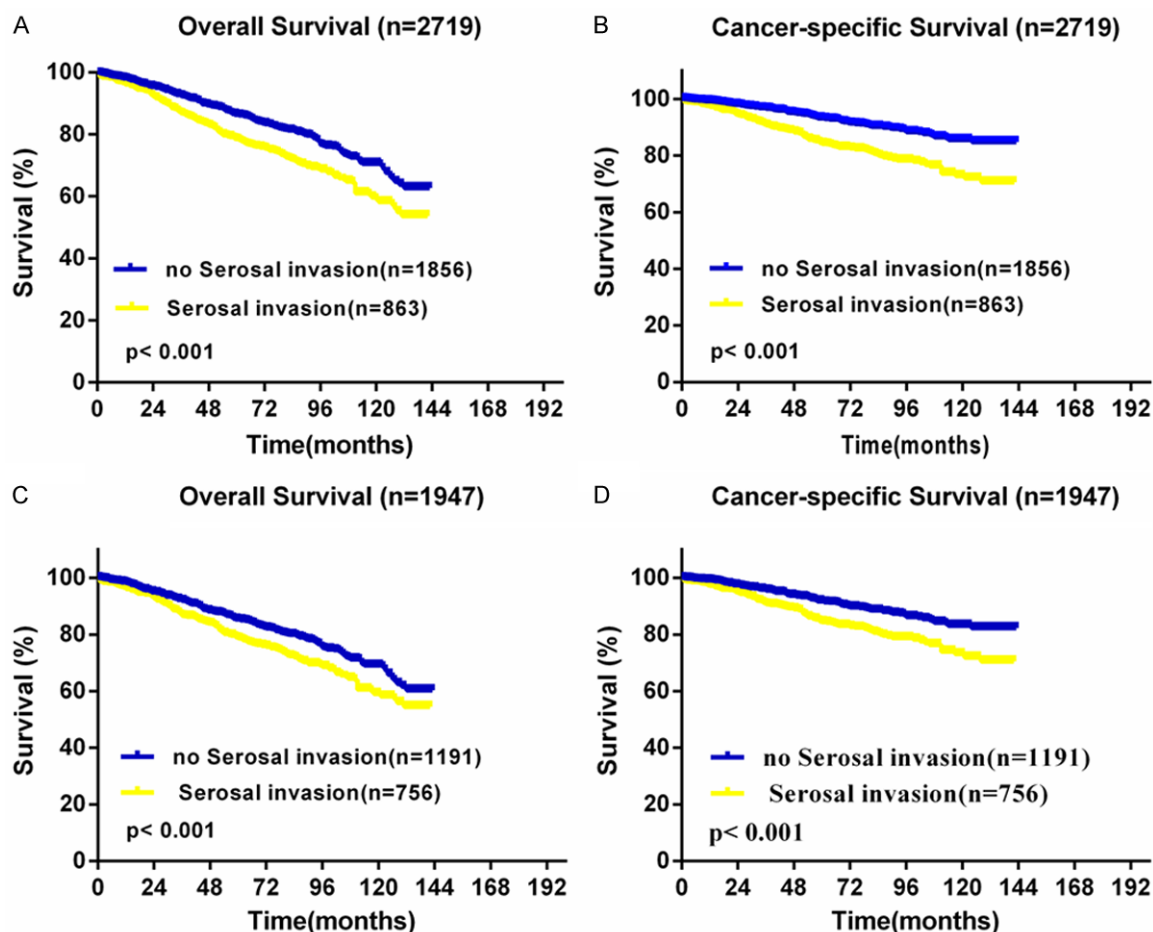 A
Overall Survival (n=2719)
Survival (%)
100
80
60
40
20
0
no Serosal invasion(n=1856)
Serosal invasion(n=863)
p< 0.001
0 24 48 72 96 120 144 168 192
Time(months)
B
Cancer-specific Survival (n=2719)
Survival (%)
100
80
60
40
20
0
no Serosal invasion(n=1856)
Serosal invasion(n=863)
p< 0.001
0 24 48 72 96 120 144 168 192
Time(months)
C
Overall Survival (n=1947)
Survival (%)
100
80
60
40
20
0
no Serosal invasion(n=1191)
Serosal invasion(n=756)
p< 0.001
0 24 48 72 96 120 144 168 192
Time(months)
D
Cancer-specific Survival (n=1947)
Survival (%)
100
80
60
40
20
0
no Serosal invasion(n=1191)
Serosal invasion(n=756)
p< 0.001
0 24 48 72 96 120 144 168 192
Time(months)